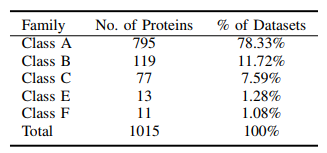 Family No. of Proteins % of Datasets
Class A 795 78.33%
Class B 119 11.72%
Class C 77 7.59%
Class E 13 1.28%
Class F 11 1.08%
Total 1015 100%